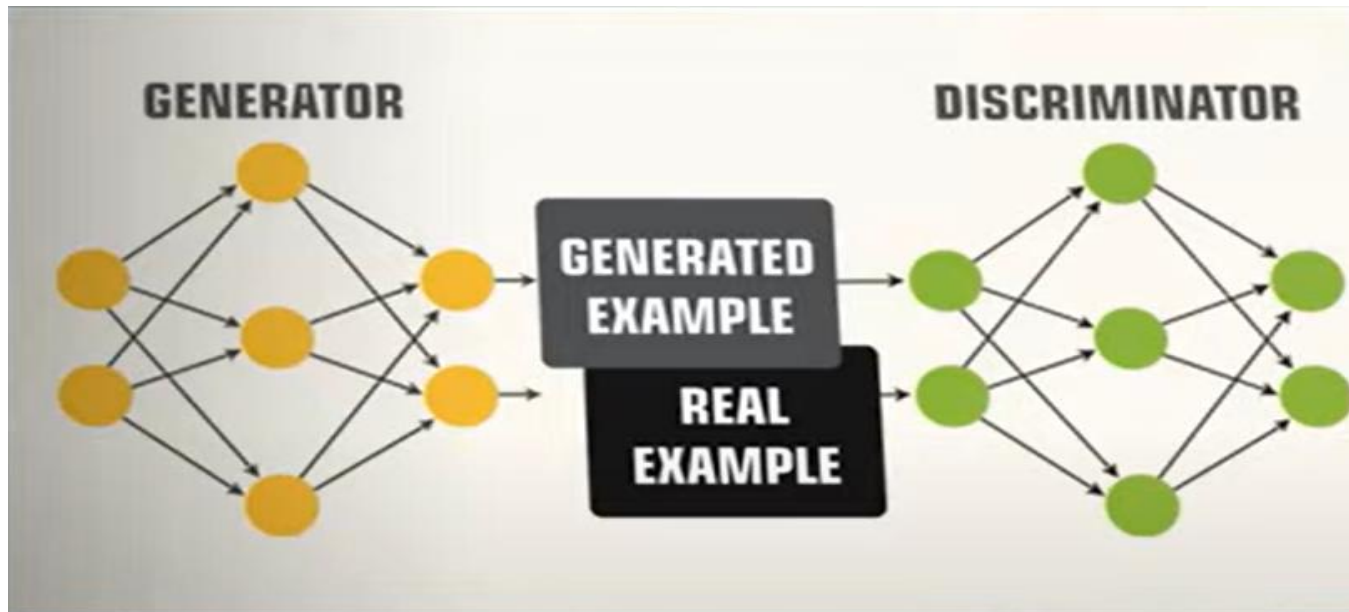 GENERATOR
DISCRIMINATOR
GENERATED
EXAMPLE
REAL
EXAMPLE